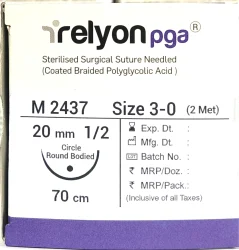 relyon pga®
Sterilised Surgical Suture Needled
(Coated Braided Polyglycolic Acid )
M 2437 Size 3-0 (2 Met)
20 mm 1/2
Circle
Round Bodied
70 cm
Exp. Dt. :
Mfg. Dt. :
LOT Batch No. :
₹ MRP/Doz. :
₹ MRP/Pack.:
(Inclusive of all Taxes)